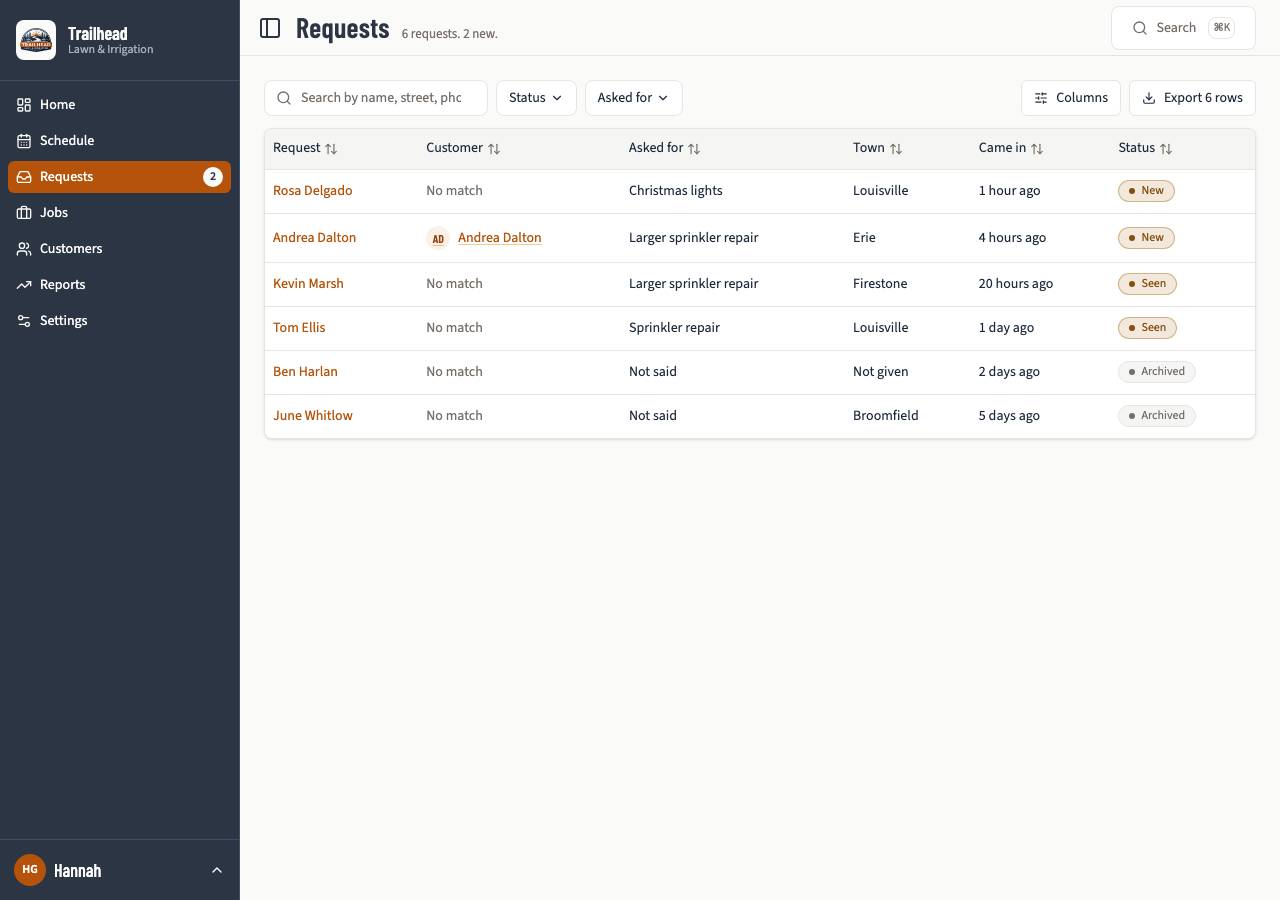 Trailhead
Lawn & Irrigation
Home
Schedule
Requests 2
Jobs
Customers
Reports
Settings
HG Hannah
Requests 6 requests. 2 new.
Search ⌘K
Search by name, street, phc
Status
Asked for
Columns
Export 6 rows
Request Customer Asked for Town Came in Status
Rosa Delgado No match Christmas lights Louisville 1 hour ago New
Andrea Dalton AD Andrea Dalton Larger sprinkler repair Erie 4 hours ago New
Kevin Marsh No match Larger sprinkler repair Firestone 20 hours ago Seen
Tom Ellis No match Sprinkler repair Louisville 1 day ago Seen
Ben Harlan No match Not said Not given 2 days ago Archived
June Whitlow No match Not said Broomfield 5 days ago Archived